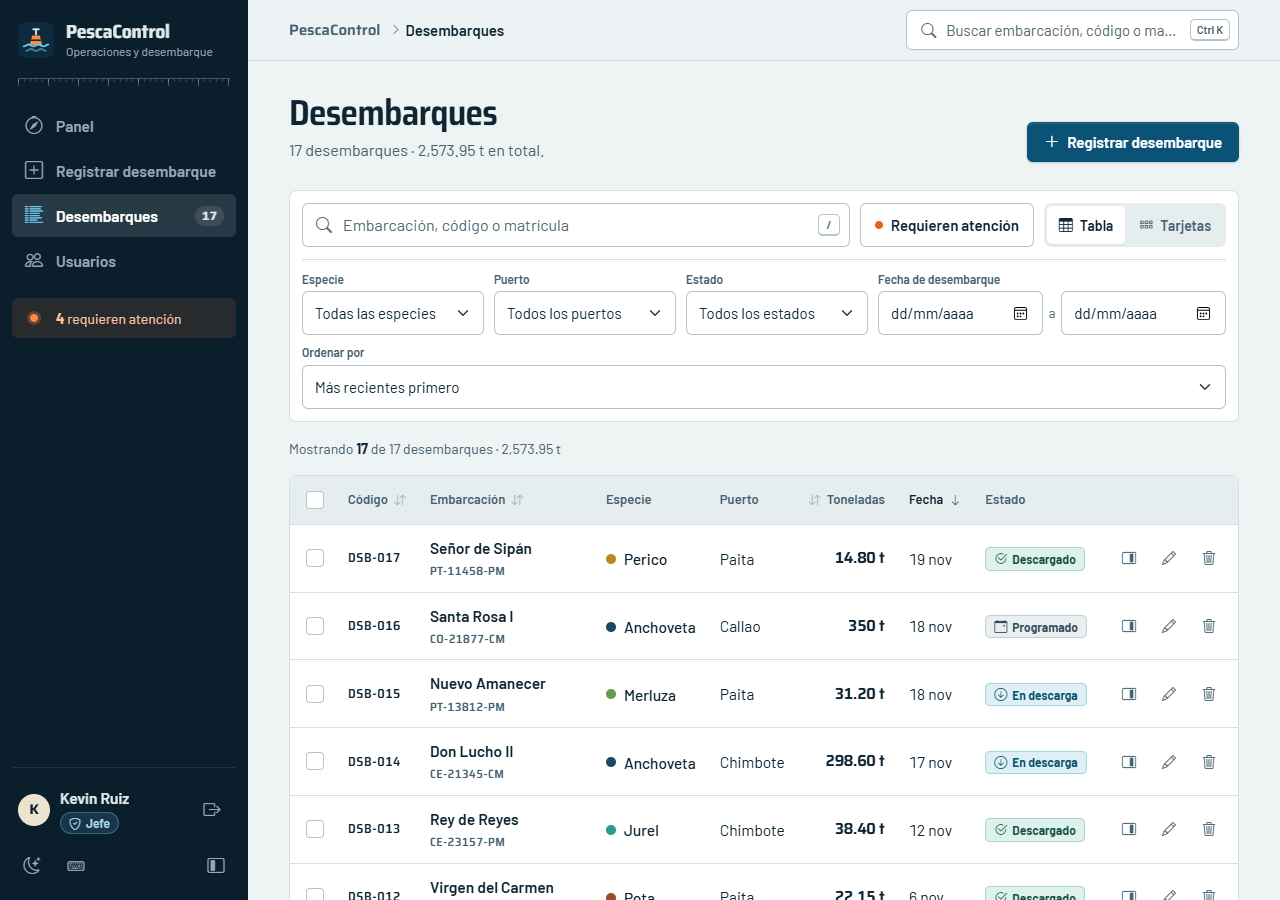 PescaControl
Operaciones y desembarque
Panel
Registrar desembarque
Desembarques 17
Usuarios
4 requieren atención
K Kevin Ruiz
Jefe
PescaControl > Desembarques
Buscar embarcación, código o ma... Ctrl K
Desembarques
17 desembarques · 2,573.95 t en total.
+ Registrar desembarque
Embarcación, código o matrícula /
Requieren atención
Tabla
Tarjetas
Especie Puerto Estado Fecha de desembarque
Todas las especies Todos los puertos Todos los estados dd/mm/aaaa a dd/mm/aaaa
Ordenar por
Más recientes primero
Mostrando 17 de 17 desembarques · 2,573.95 t
Código Embarcación Especie Puerto Toneladas Fecha Estado
DSB-017 Señor de Sipán Perico Paita 14.80 t 19 nov Descargado
PT-11458-PM
DSB-016 Santa Rosa I Anchoveta Callao 350 t 18 nov Programado
CO-21877-CM
DSB-015 Nuevo Amanecer Merluza Paita 31.20 t 18 nov En descarga
PT-13812-PM
DSB-014 Don Lucho II Anchoveta Chimbote 298.60 t 17 nov En descarga
CE-21345-CM
DSB-013 Rey de Reyes Jurel Chimbote 38.40 t 12 nov Descargado
CE-23157-PM
DSB-012 Virgen del Carmen Pota Paita 22.15 t 6 nov Descargado